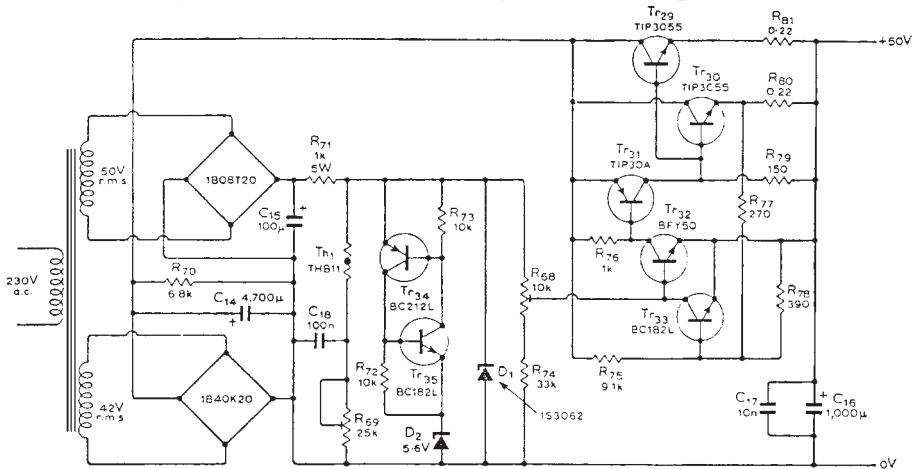 Tr29
TIP3055
R81
0.22
+50V
Tr30
TIP3C55
R80
0.22
50V
r.m.s
1B08T20
R71
1k
5W
Tr31
TIP30A
R79
150
C15
100µ
+
R73
10k
Tr32
BFY50
R77
270
Th1
THB11
R76
1k
R68
10k
230V
a.c.
R70
6.8k
Tr34
BC212L
R78
390
C14
4,700µ
+
C18
100n
Tr33
BC182L
R72
10k
Tr35
BC182L
D1
R74
33k
R75
9.1k
42V
r.m.s
1B40K20
R69
25k
1S3062
C17
10n
+
C16
1,000µ
D2
5.6V
0V